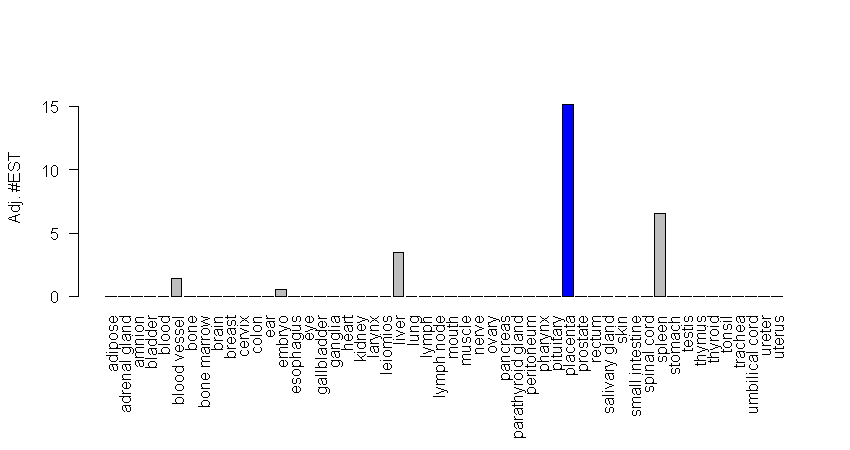 Adj. #EST
15
10
5
0
adipose
adrenal gland
amnion
bladder
blood
blood vessel
bone
bone marrow
brain
breast
cervix
colon
ear
embryo
esophagus
eye
gallbladder
ganglia
heart
kidney
larynx
leiomios
liver
lung
lymph
lymph node
mouth
muscle
nerve
ovary
pancreas
parathyroid gland
peritoneum
pharynx
pituitary
placenta
prostate
rectum
salivary gland
skin
small intestine
spinal cord
spleen
stomach
testis
thymus
thyroid
tonsil
trachea
umbilical cord
ureter
uterus